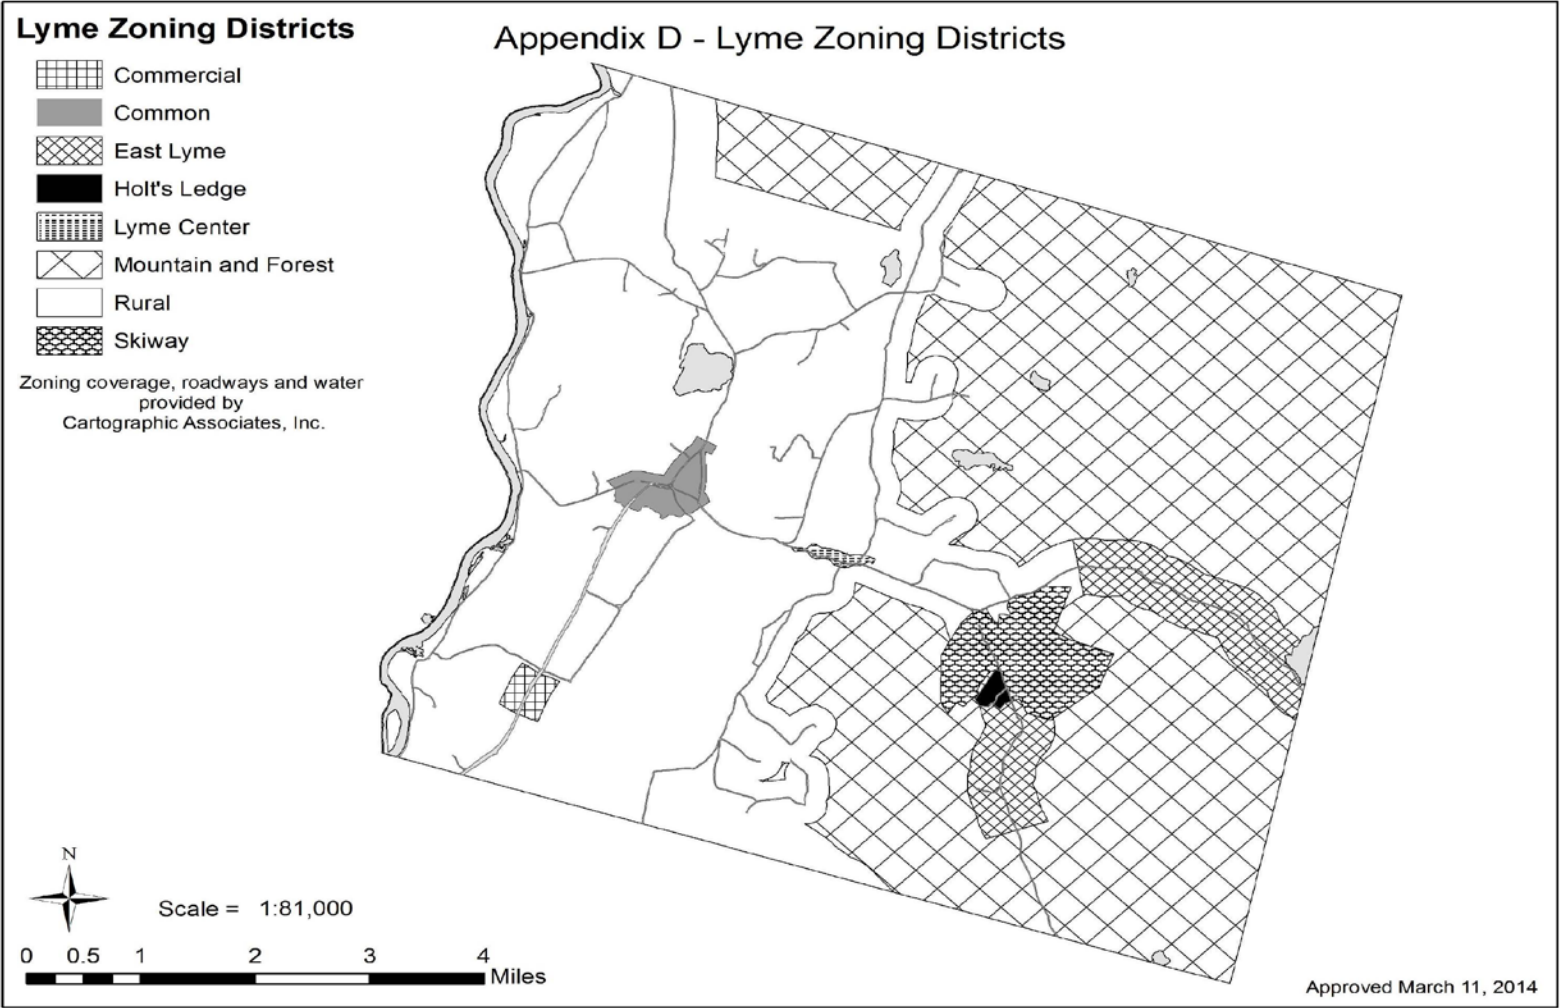 Lyme Zoning Districts
Appendix D - Lyme Zoning Districts
Commercial
Common
East Lyme
Holt's Ledge
Lyme Center
Mountain and Forest
Rural
Skiway
Zoning coverage, roadways and water
provided by
Cartographic Associates, Inc.
N
Scale = 1:81,000
0 0.5 1 2 3 4
Miles
Approved March 11, 2014